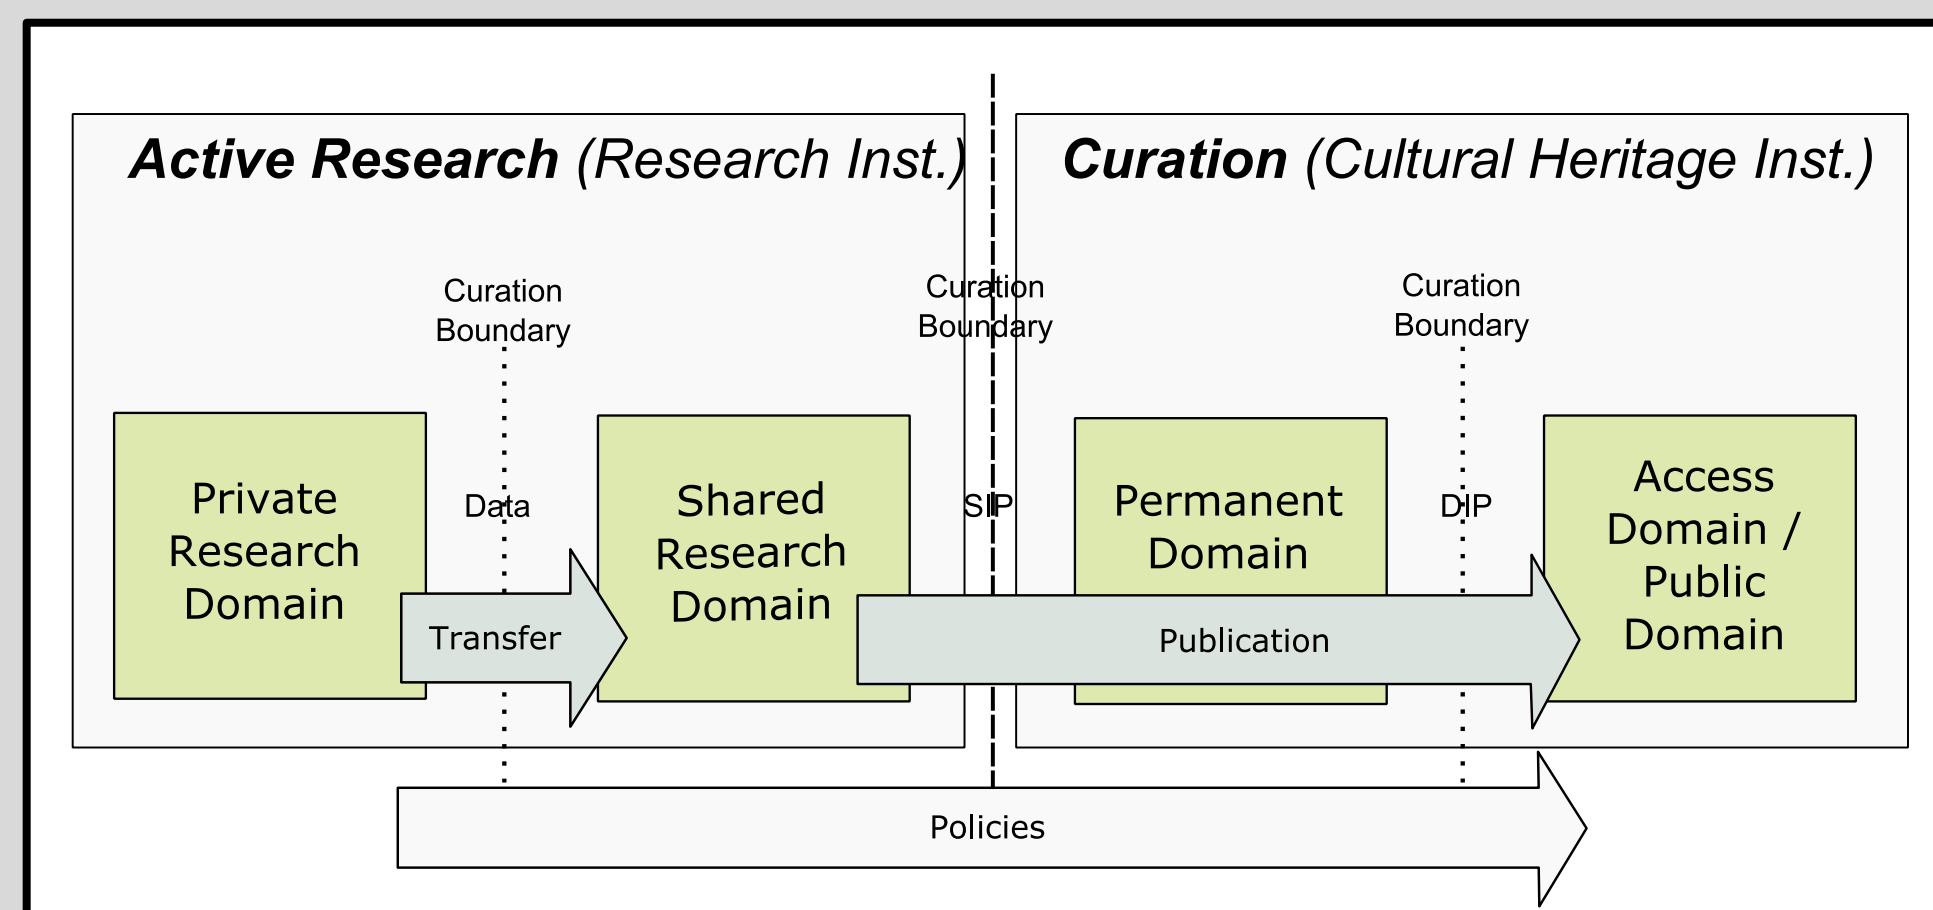 Active Research (Research Inst.)
Curation (Cultural Heritage Inst.)
Curation
Boundary
Curation
Boundary
Curation
Boundary
Private
Research
Domain
Data
Shared
Research
Domain
SIP
Permanent
Domain
DIP
Access
Domain /
Public
Domain
Transfer
Publication
Policies